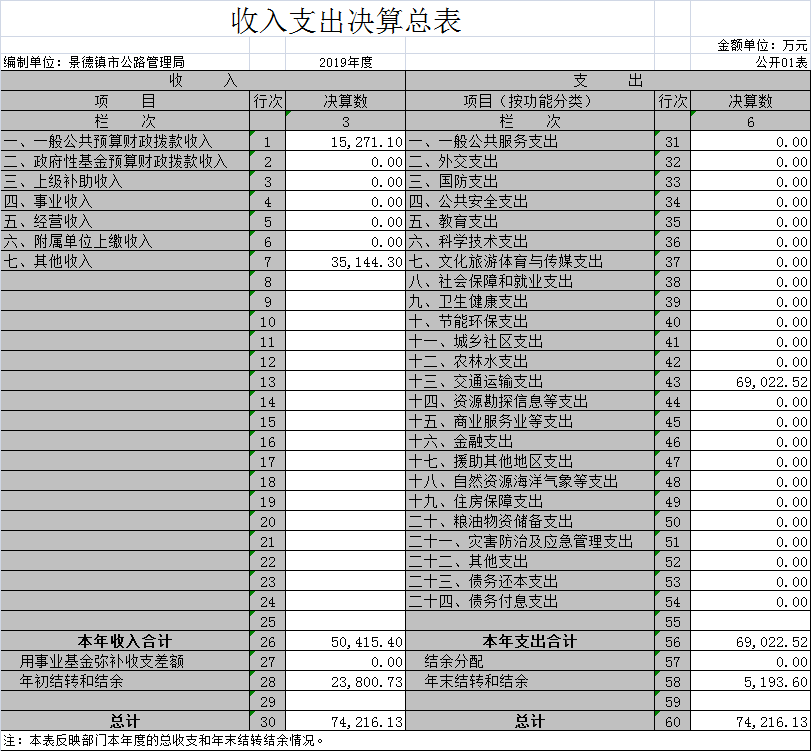 收入支出决算总表
金额单位：万元
编制单位：景德镇市公路管理局 2019年度 公开01表
收 入 支 出
项 目 行次 决算数 项目（按功能分类） 行次 决算数
栏 次 3 栏 次 6
一、一般公共预算财政拨款收入 1 15,271.10 一、一般公共服务支出 31 0.00
二、政府性基金预算财政拨款收入 2 0.00 二、外交支出 32 0.00
三、上级补助收入 3 0.00 三、国防支出 33 0.00
四、事业收入 4 0.00 四、公共安全支出 34 0.00
五、经营收入 5 0.00 五、教育支出 35 0.00
六、附属单位上缴收入 6 0.00 六、科学技术支出 36 0.00
七、其他收入 7 35,144.30 七、文化旅游体育与传媒支出 37 0.00
8 八、社会保障和就业支出 38 0.00
9 九、卫生健康支出 39 0.00
10 十、节能环保支出 40 0.00
11 十一、城乡社区支出 41 0.00
12 十二、农林水支出 42 0.00
13 十三、交通运输支出 43 69,022.52
14 十四、资源勘探信息等支出 44 0.00
15 十五、商业服务业等支出 45 0.00
16 十六、金融支出 46 0.00
17 十七、援助其他地区支出 47 0.00
18 十八、自然资源海洋气象等支出 48 0.00
19 十九、住房保障支出 49 0.00
20 二十、粮油物资储备支出 50 0.00
21 二十一、灾害防治及应急管理支出 51 0.00
22 二十二、其他支出 52 0.00
23 二十三、债务还本支出 53 0.00
24 二十四、债务付息支出 54 0.00
25 55
本年收入合计 26 50,415.40 本年支出合计 56 69,022.52
用事业基金弥补收支差额 27 0.00 结余分配 57 0.00
年初结转和结余 28 23,800.73 年末结转和结余 58 5,193.60
29 59
总计 30 74,216.13 总计 60 74,216.13
注：本表反映部门本年度的总收支和年末结转结余情况。